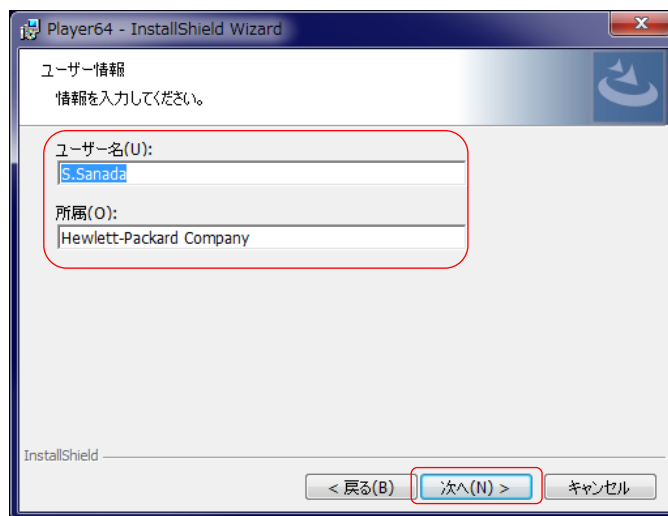 Player64 - InstallShield Wizard
ユーザー情報
情報を入力してください。
ユーザー名(U):
S.Sanada
所属(O):
Hewlett-Packard Company
InstallShield
< 戻る(B)
次へ(N) >
キャンセル